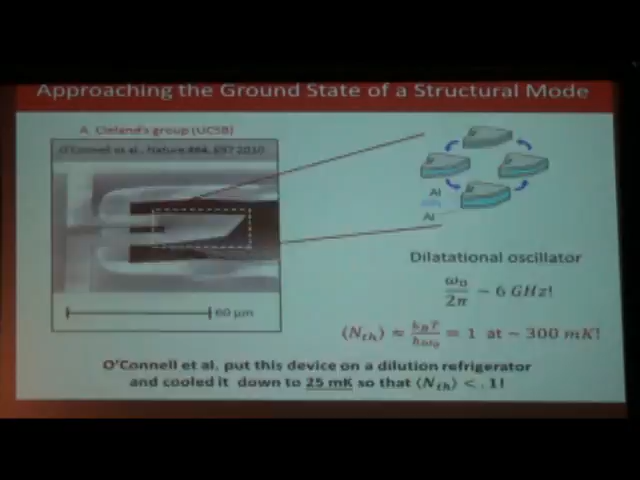 Approaching the Ground State of a Structural Mode
A. Cleland's group (UCSB)
O'Connell et al., Nature 464, 697 2010
Al
Al
60 μm
Dilatational oscillator
ω₀/2π ~ 6 GHz!
⟨N_th⟩ ≈ k_B T/ħω₀ = 1 at ~ 300 mK!
O'Connell et al. put this device on a dilution refrigerator
and cooled it down to 25 mK so that ⟨N_th⟩ < .1!